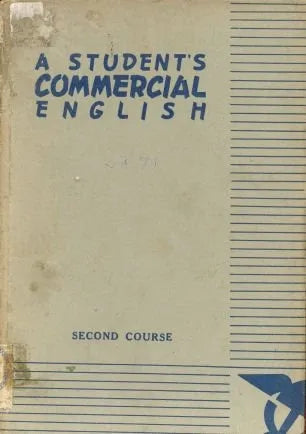 A STUDENT'S
COMMERCIAL
ENGLISH
SECOND COURSE